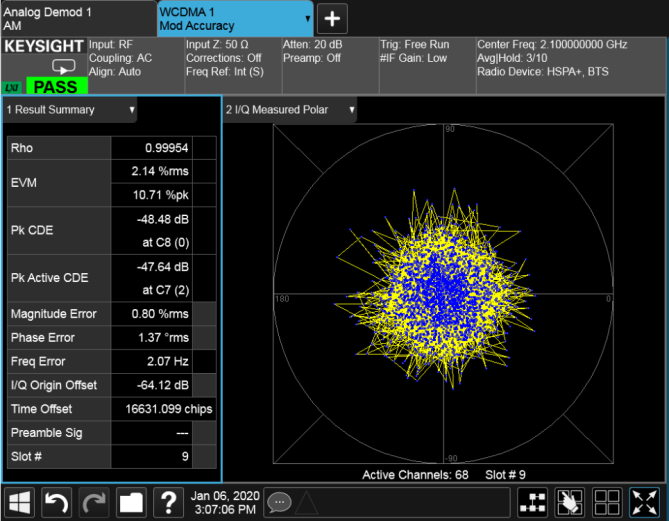 Analog Demod 1
AM
WCDMA 1
Mod Accuracy
KEYSIGHT
LXI
PASS
Input: RF
Coupling: AC
Align: Auto
Input Z: 50 Ω
Corrections: Off
Freq Ref: Int (S)
Atten: 20 dB
Preamp: Off
Trig: Free Run
#IF Gain: Low
Center Freq: 2.100000000 GHz
Avg|Hold: 3/10
Radio Device: HSPA+, BTS
1 Result Summary
Rho 0.99954
EVM 2.14 %rms
10.71 %pk
Pk CDE -48.48 dB
at C8 (0)
Pk Active CDE -47.64 dB
at C7 (2)
Magnitude Error 0.80 %rms
Phase Error 1.37 °rms
Freq Error 2.07 Hz
I/Q Origin Offset -64.12 dB
Time Offset 16631.099 chips
Preamble Sig ---
Slot # 9
2 I/Q Measured Polar
90
180
0
-90
Active Channels: 68 Slot # 9
Jan 06, 2020
3:07:06 PM